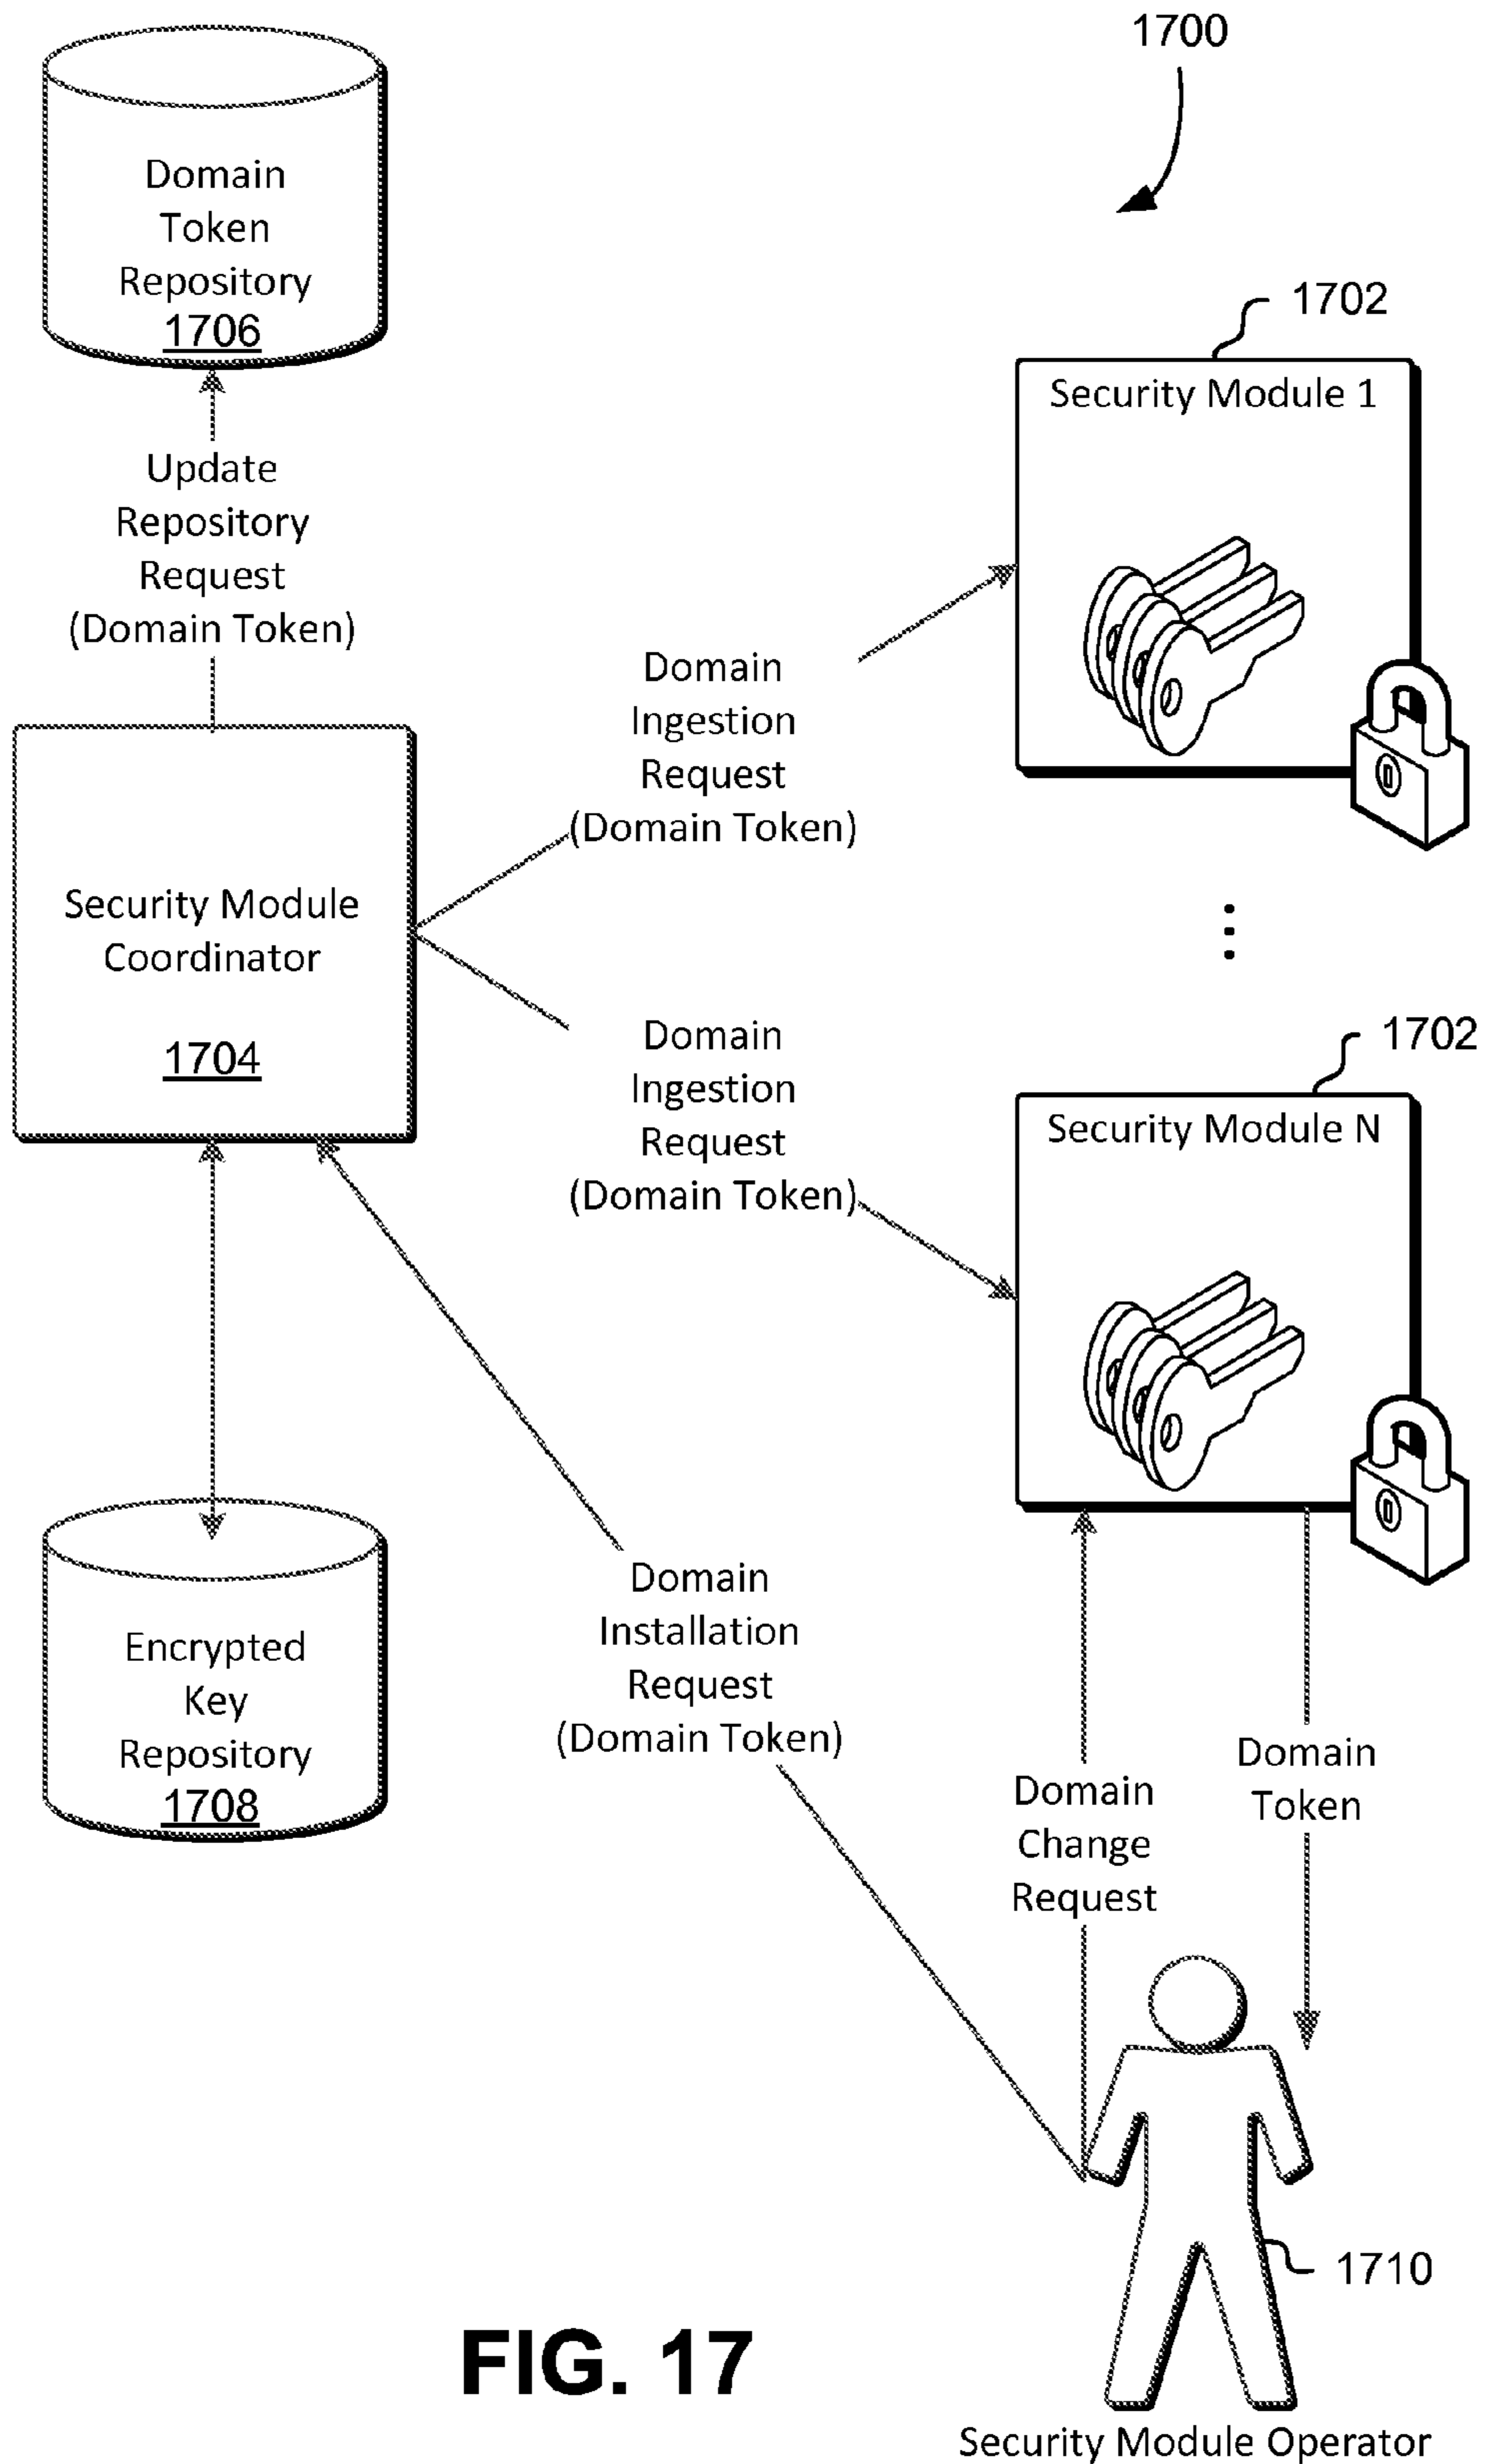 1700
Domain
Token
Repository
1706
1702
Security Module 1
Update
Repository
Request
(Domain Token)
Domain
Ingestion
Request
(Domain Token)
Security Module
Coordinator
1704
1702
Domain
Ingestion
Request
(Domain Token)
Security Module N
Encrypted
Key
Repository
1708
Domain
Installation
Request
(Domain Token)
Domain
Change
Request
Domain
Token
1710
FIG. 17
Security Module Operator